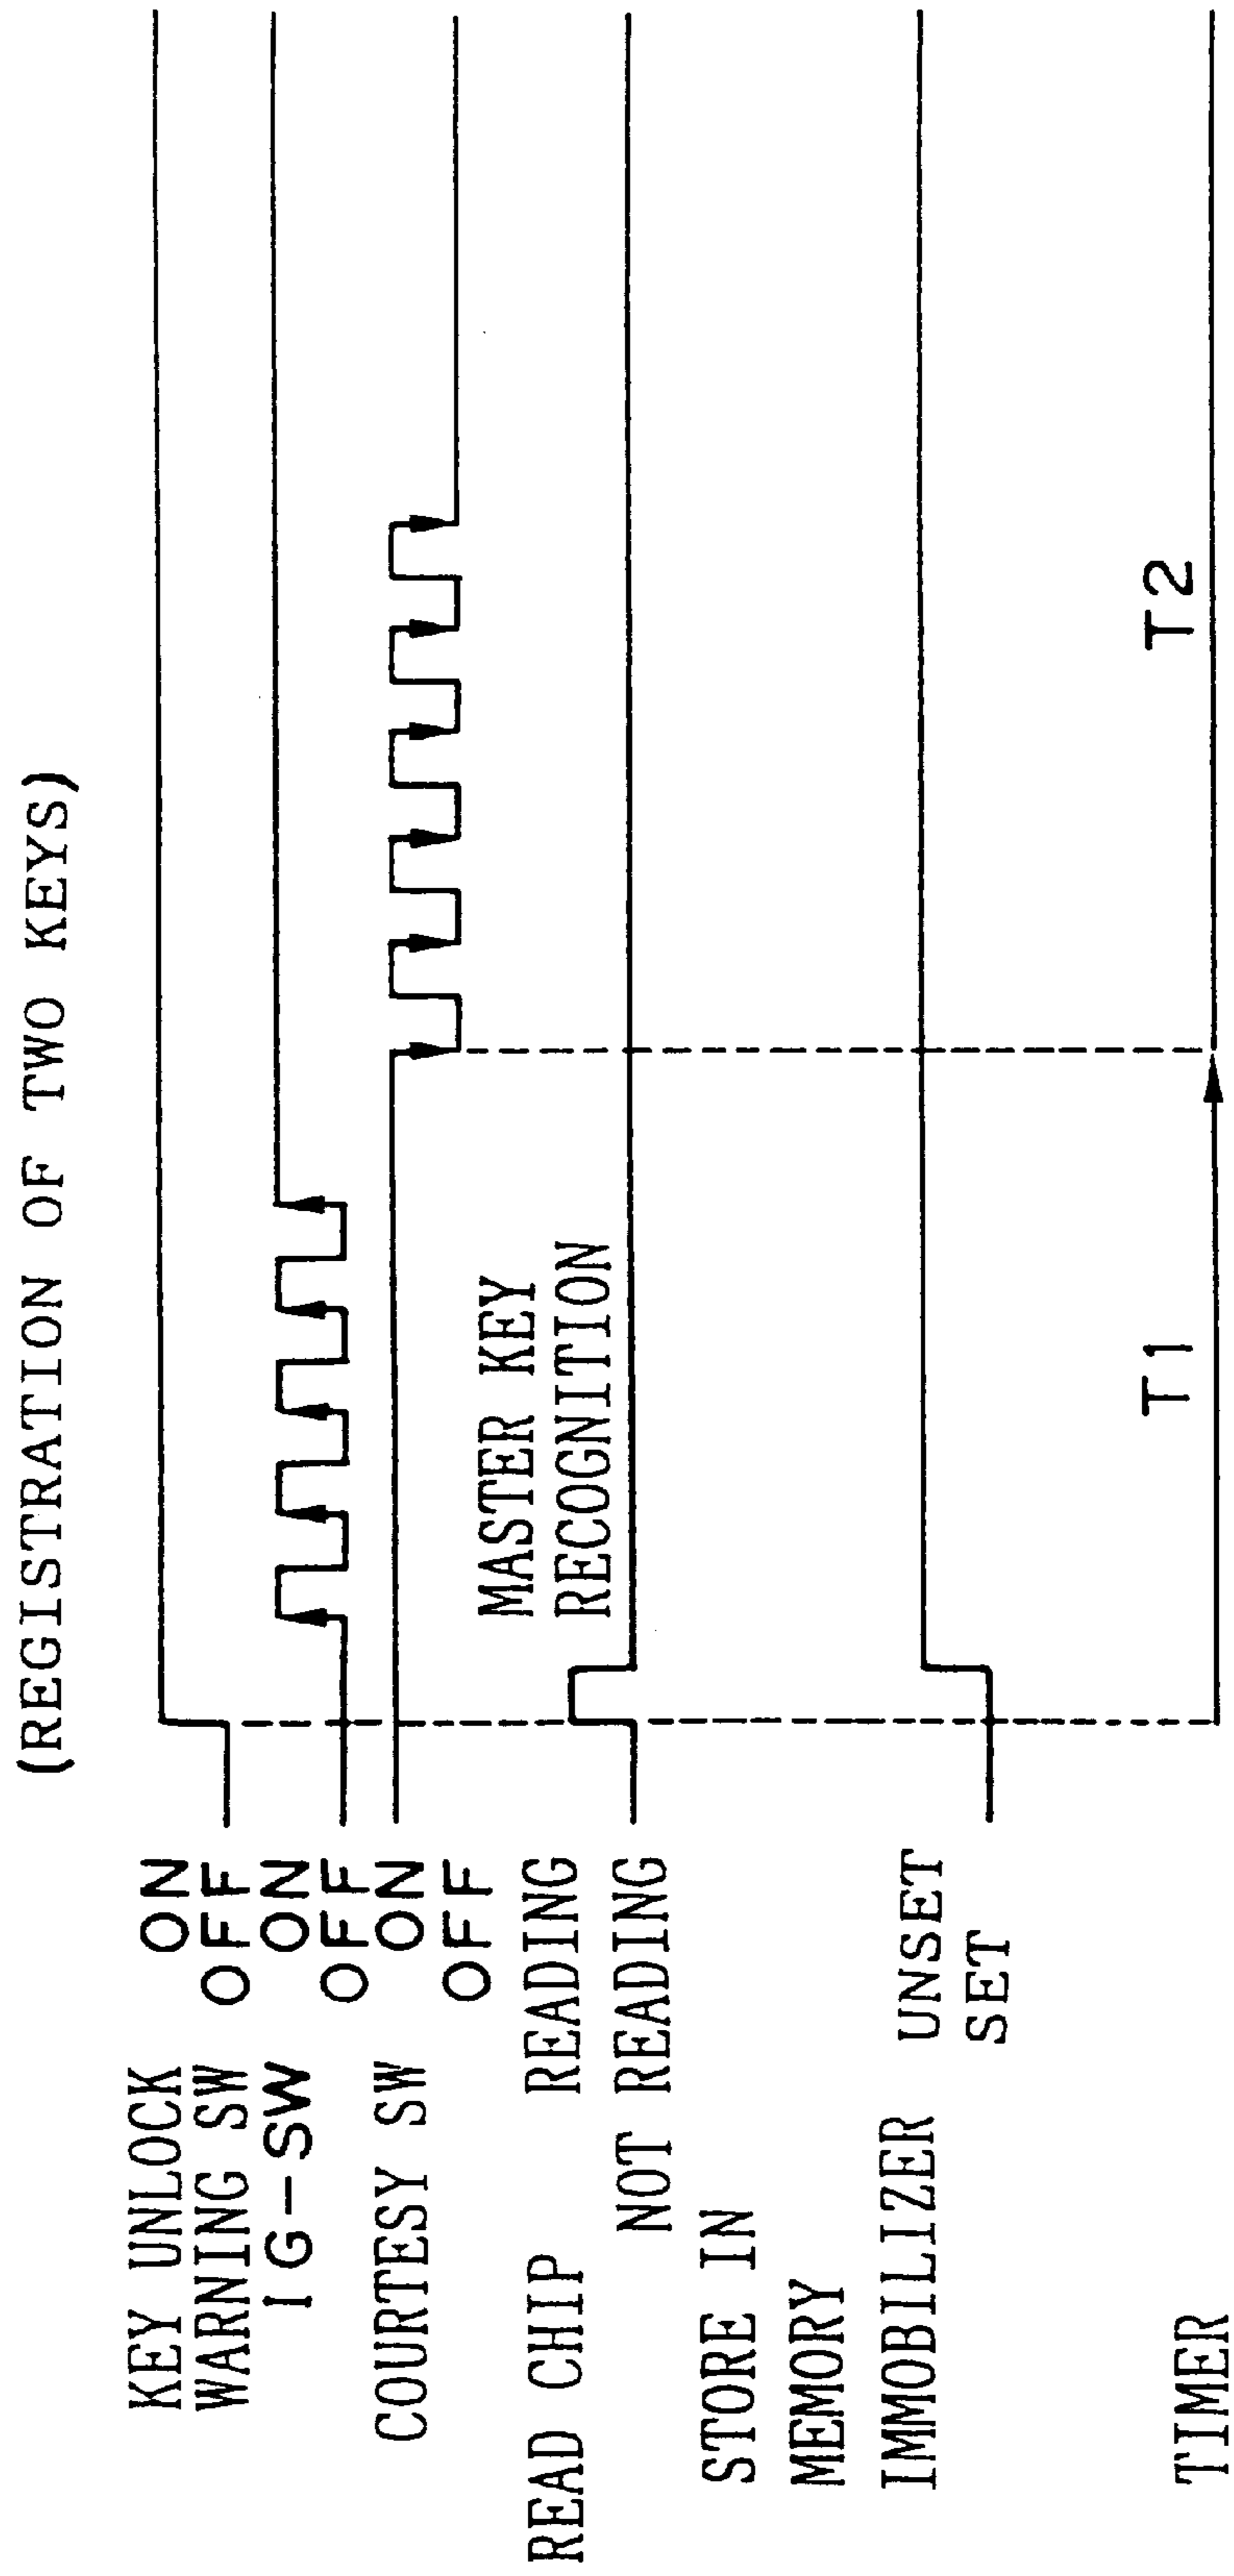 (REGISTRATION OF TWO KEYS)
KEY UNLOCK
WARNING SW
ON
OFF
IG-SW
ON
OFF
COURTESY SW
ON
OFF
MASTER KEY
RECOGNITION
READ CHIP
READING
NOT READING
STORE IN
MEMORY
IMMOBILIZER
UNSET
SET
TIMER
T1
T2